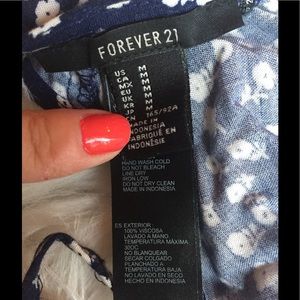 FOREVER 21
US M
CA M
MX M
EU M
UK M
KR M
JP M
CN 165/92A
MADE IN
INDONESIA
FABRIQUÉ EN
INDONÉSIE
HAND WASH COLD
DO NOT BLEACH
LINE DRY
IRON LOW
DO NOT DRY CLEAN
MADE IN INDONESIA
ES EXTERIOR:
100% VISCOSA
LAVADO A MANO
TEMPERATURA MÁXIMA
30OC
NO BLANQUEAR
SECAR COLGADO
PLANCHADO A
TEMPERATURA BAJA
NO LAVADO EN SECO
HECHO EN INDONESIA